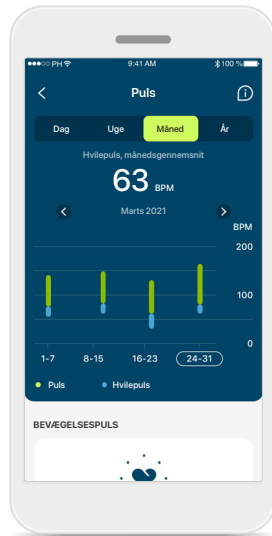 ●●●○○ PH 9:41 AM 100 %
Puls
Dag Uge Måned År
Hvilepuls, månedsgennemsnit
63 BPM
Marts 2021
BPM
200
100
0
1-7 8-15 16-23 24-31
Puls Hvilepuls
BEVÆGELSESPULS